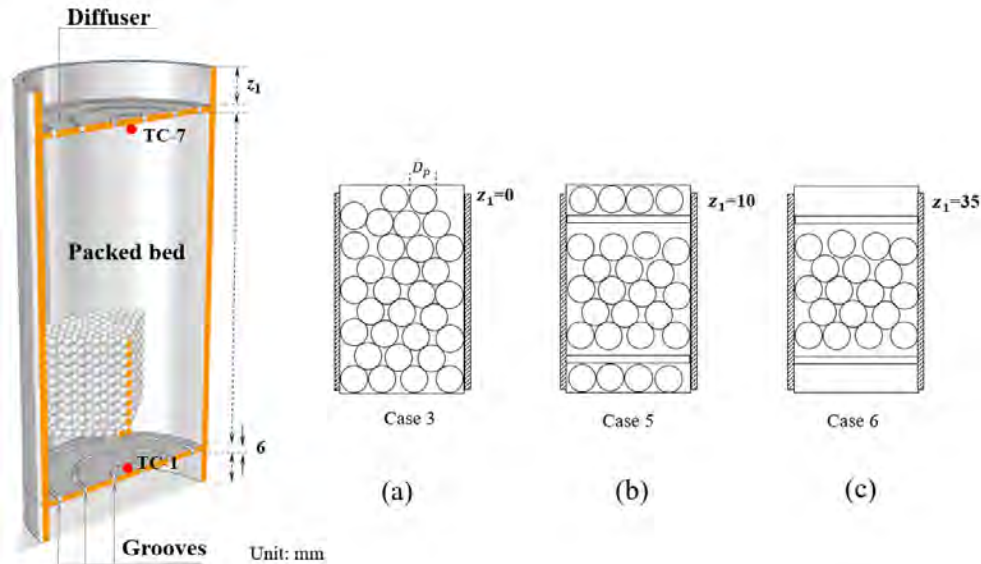 Diffuser
z₁
TC-7
Packed bed
6
TC-1
Grooves
Unit: mm
Dₚ
z₁=0
Case 3
(a)
z₁=10
Case 5
(b)
z₁=35
Case 6
(c)